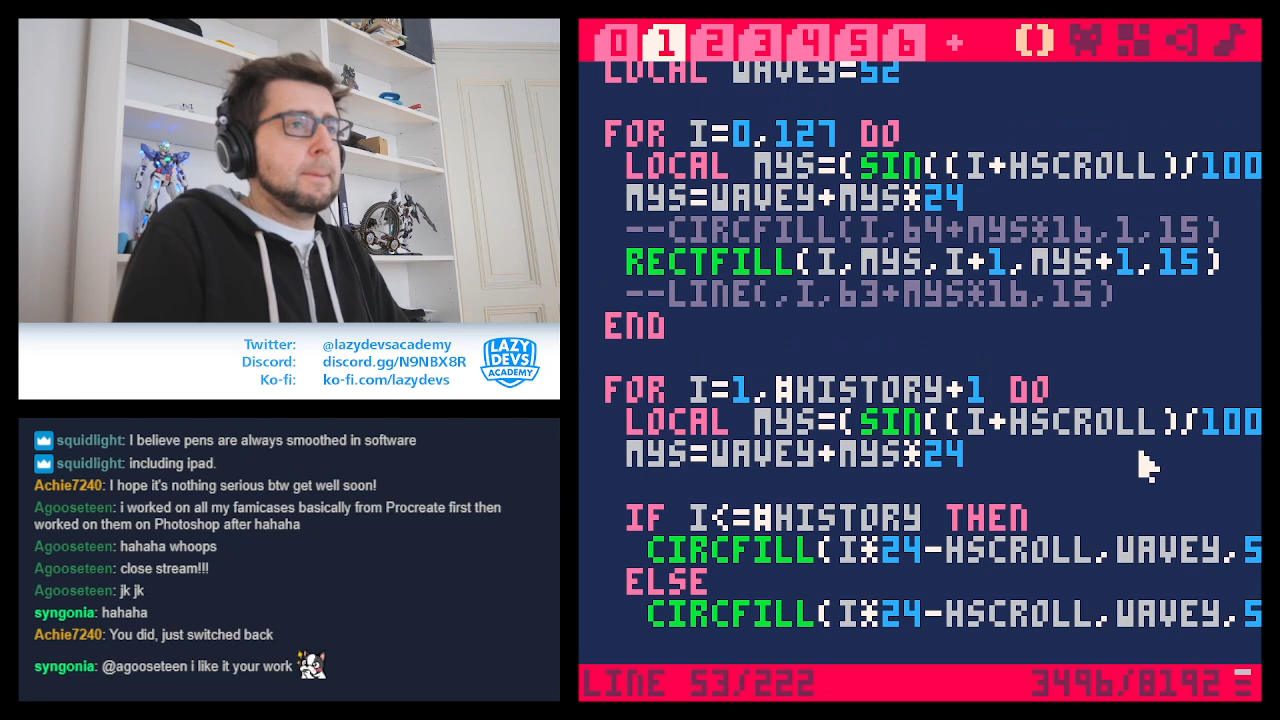 Twitter: @lazydevsacademy
Discord: discord.gg/N9NBX8R
Ko-fi: ko-fi.com/lazydevs
LAZY
DEVS
ACADEMY
squidlight: I believe pens are always smoothed in software
squidlight: including ipad.
Achie7240: I hope it's nothing serious btw get well soon!
Agooseteen: i worked on all my famicases basically from Procreate first then
worked on them on Photoshop after hahaha
Agooseteen: hahaha whoops
Agooseteen: close stream!!!
Agooseteen: jk jk
syngonia: hahaha
Achie7240: You did, just switched back
syngonia: @agooseteen i like it your work
0 1 2 3 4 5 6 +
LOCAL WAVEY=52
FOR I=0,127 DO
LOCAL MYS=(SIN((I+HSCROLL)/100
MYS=WAVEY+MYS*24
--CIRCFILL(I,64+MYS*16,1,15)
RECTFILL(I,MYS,I+1,MYS+1,15)
--LINE(,I,63+MYS*16,15)
END
FOR I=1,#HISTORY+1 DO
LOCAL MYS=(SIN((I+HSCROLL)/100
MYS=WAVEY+MYS*24
IF I<=#HISTORY THEN
CIRCFILL(I*24-HSCROLL,WAVEY,5
ELSE
CIRCFILL(I*24-HSCROLL,WAVEY,5
LINE 53/222 3496/8192